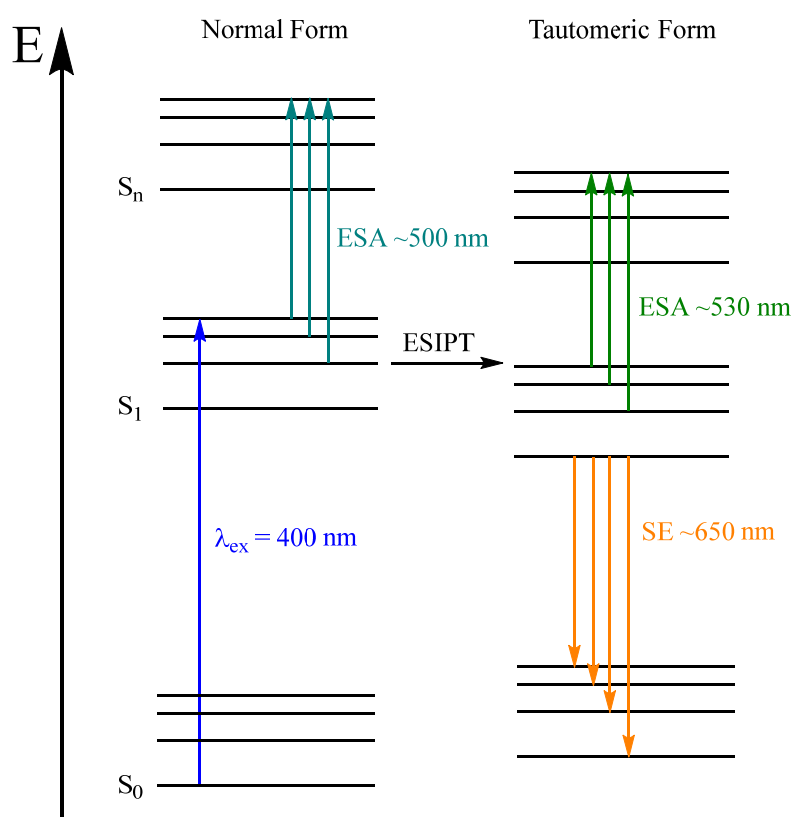 E
Normal Form
Tautomeric Form
Sₙ
ESA ~500 nm
ESA ~530 nm
ESIPT
S₁
λₑₓ = 400 nm
SE ~650 nm
S₀